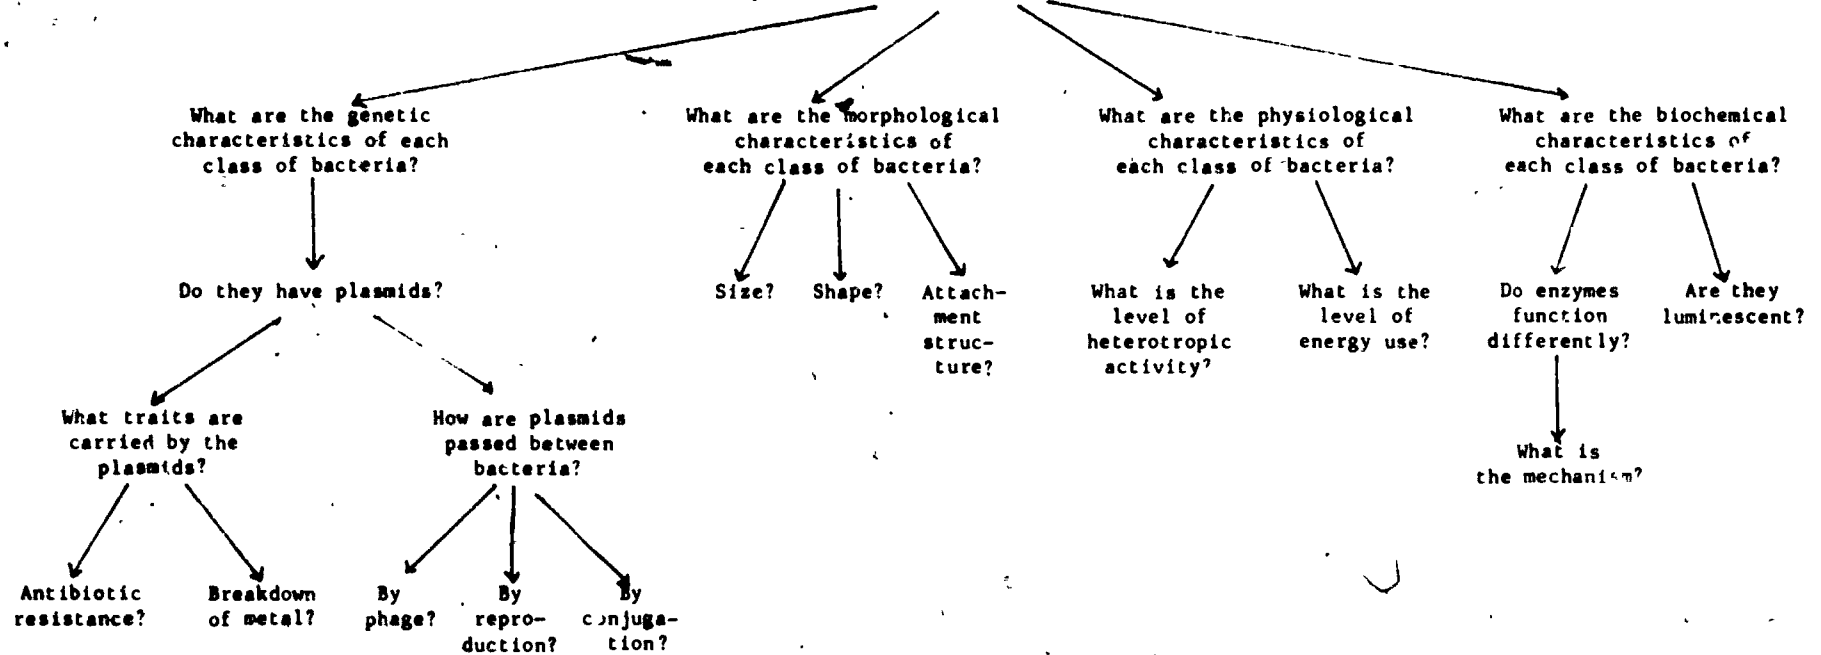 What are the genetic
characteristics of each
class of bacteria?
What are the morphological
characteristics of
each class of bacteria?
What are the physiological
characteristics of
each class of bacteria?
What are the biochemical
characteristics of
each class of bacteria?
Do they have plasmids?
Size?
Shape?
Attach-
ment
struc-
ture?
What is the
level of
heterotropic
activity?
What is the
level of
energy use?
Do enzymes
function
differently?
Are they
luminescent?
What traits are
carried by the
plasmids?
How are plasmids
passed between
bacteria?
What is
the mechanism?
Antibiotic
resistance?
Breakdown
of metal?
By
phage?
By
repro-
duction?
By
conjuga-
tion?